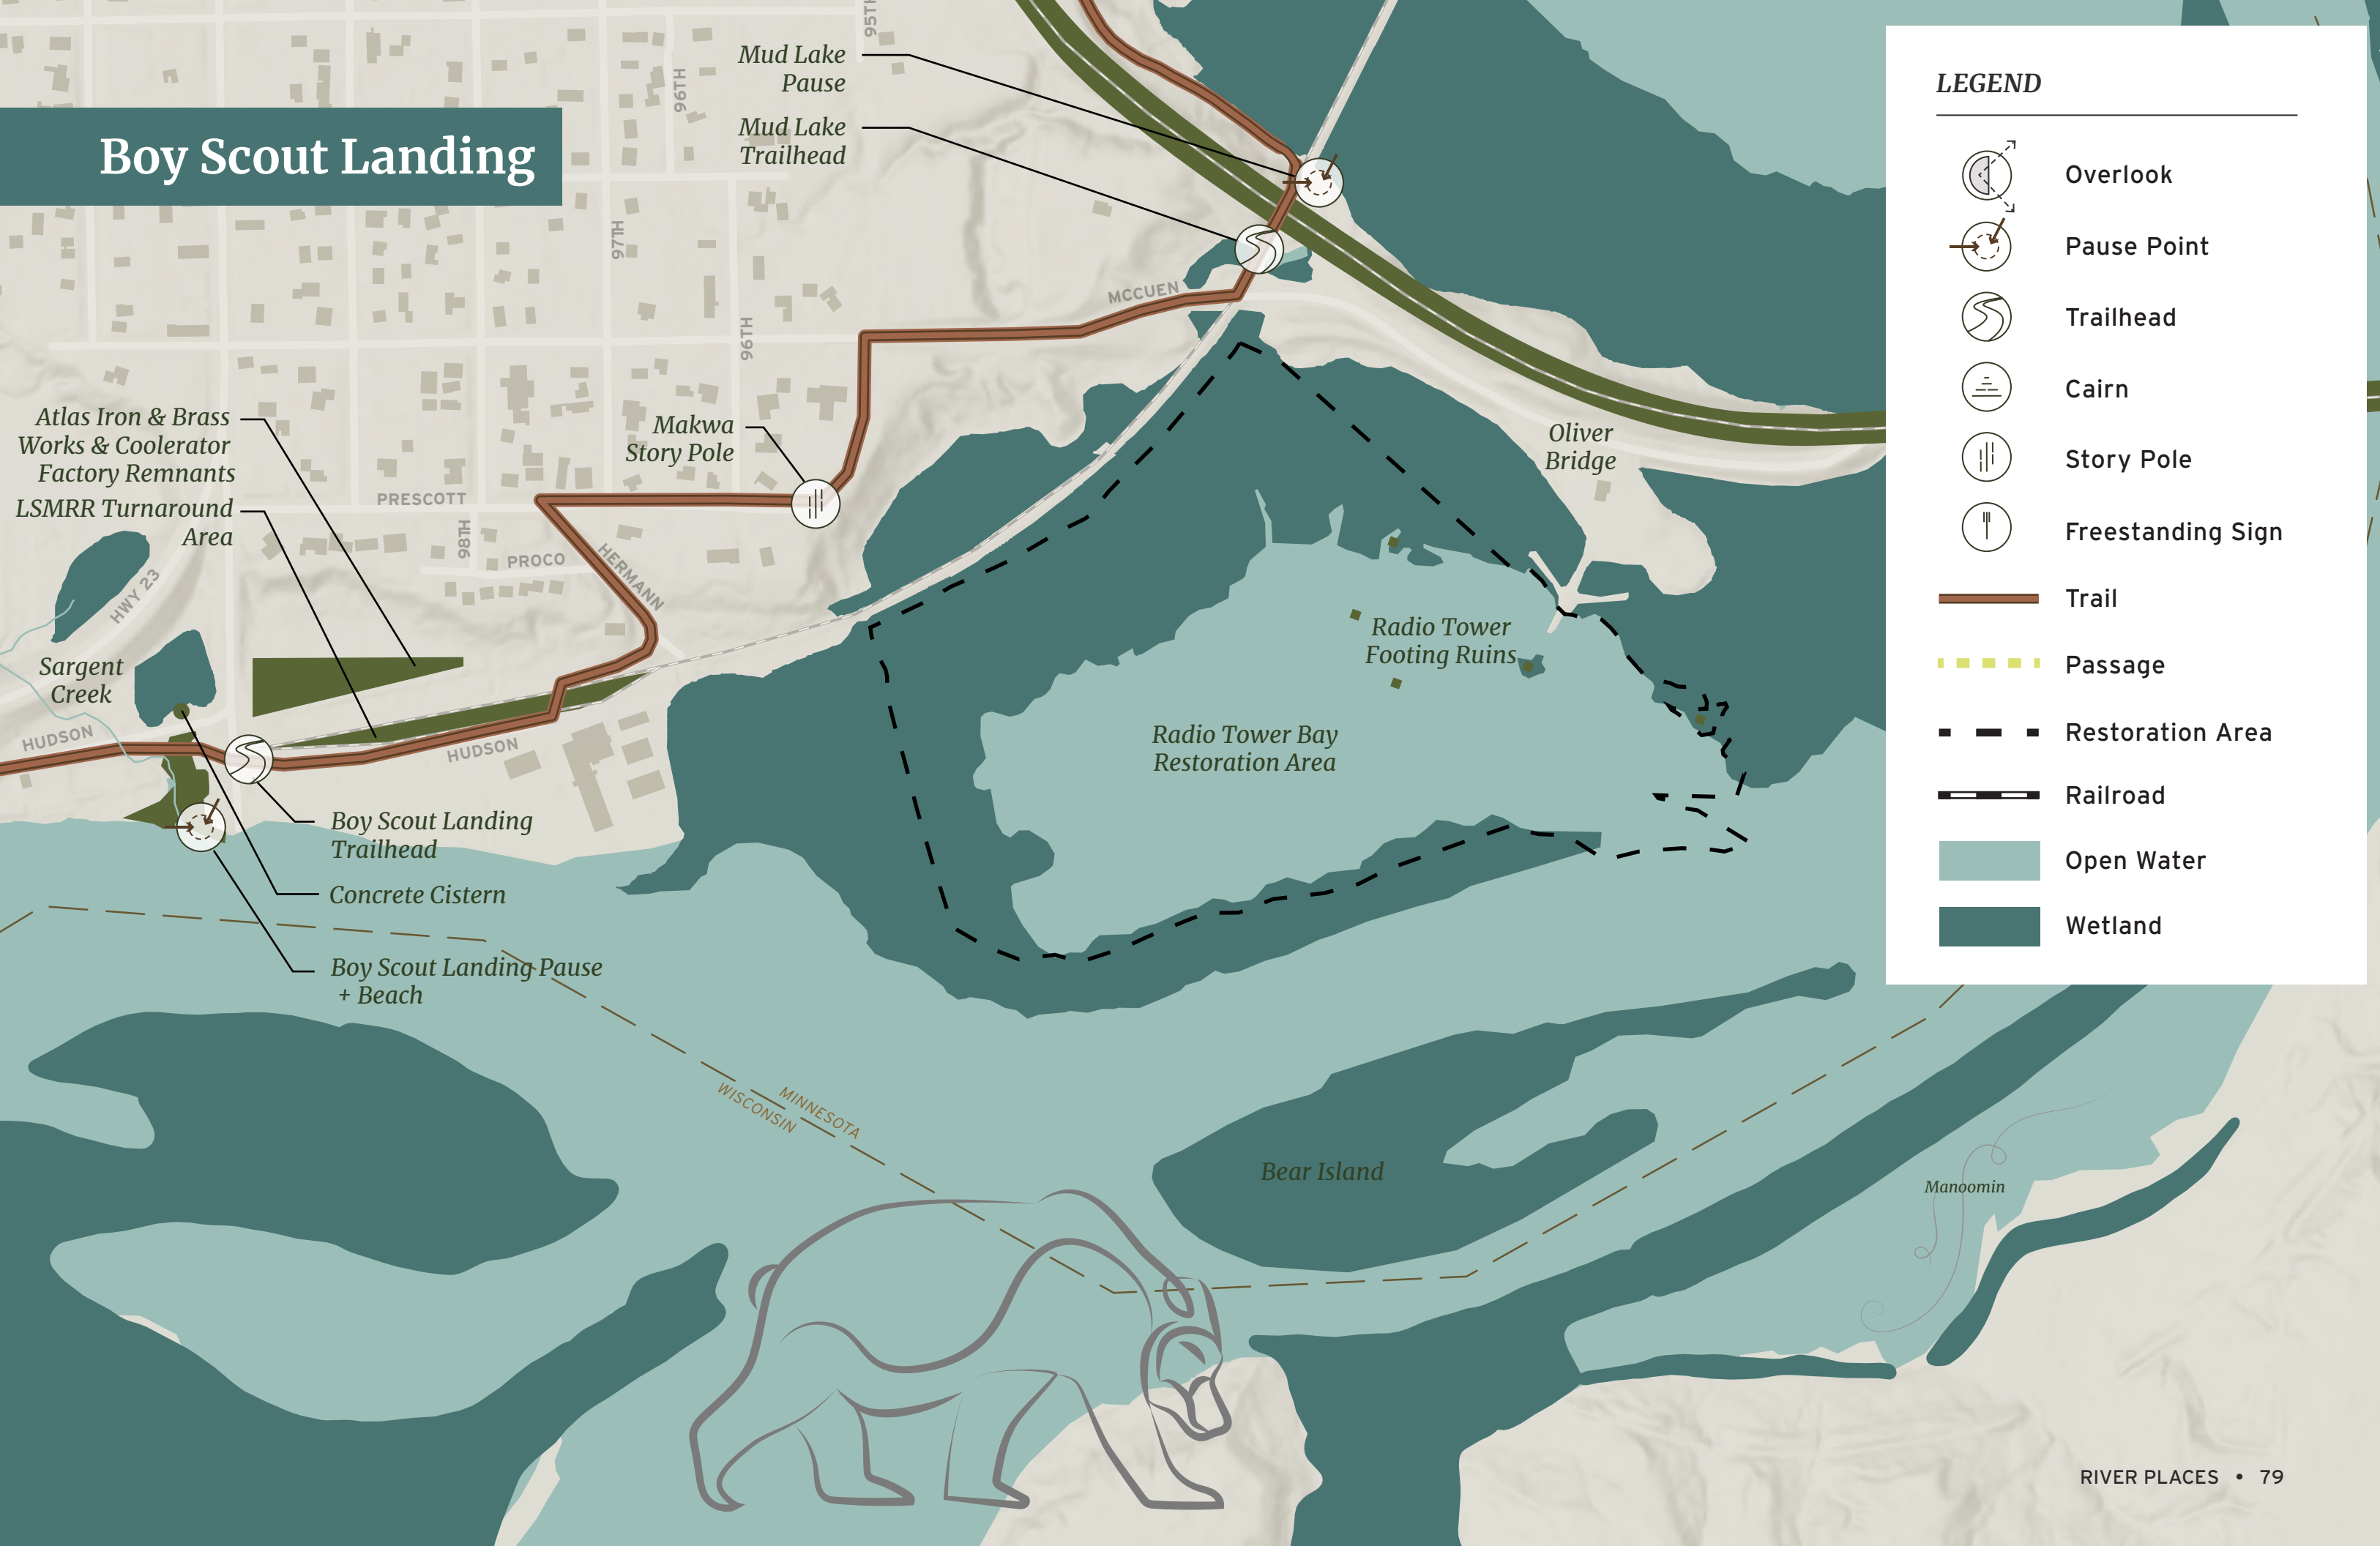 Boy Scout Landing
95TH
96TH
97TH
96TH
Mud Lake
Pause
Mud Lake
Trailhead
MCCUEN
Atlas Iron & Brass
Works & Coolerator
Factory Remnants
LSMRR Turnaround
Area
Makwa
Story Pole
PRESCOTT
98TH
PROCO
HERMANN
HWY 23
Sargent
Creek
HUDSON
HUDSON
Oliver
Bridge
Radio Tower
Footing Ruins
Radio Tower Bay
Restoration Area
Boy Scout Landing
Trailhead
Concrete Cistern
Boy Scout Landing Pause
+ Beach
MINNESOTA
WISCONSIN
Bear Island
Manoomin
LEGEND
Overlook
Pause Point
Trailhead
Cairn
Story Pole
Freestanding Sign
Trail
Passage
Restoration Area
Railroad
Open Water
Wetland
RIVER PLACES • 79